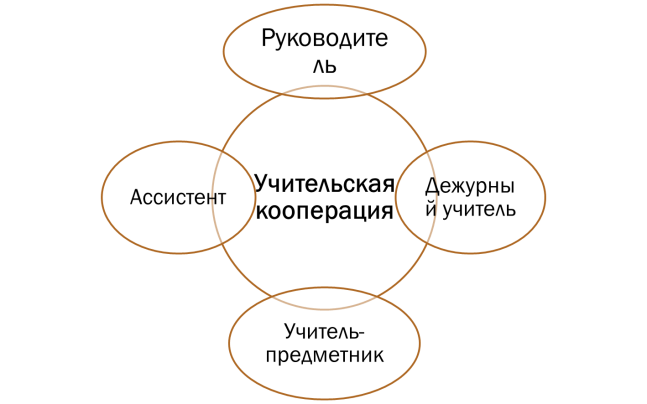 Руководите
ль
Ассистент
Учительская
кооперация
Дежурны
й учитель
Учитель-
предметник